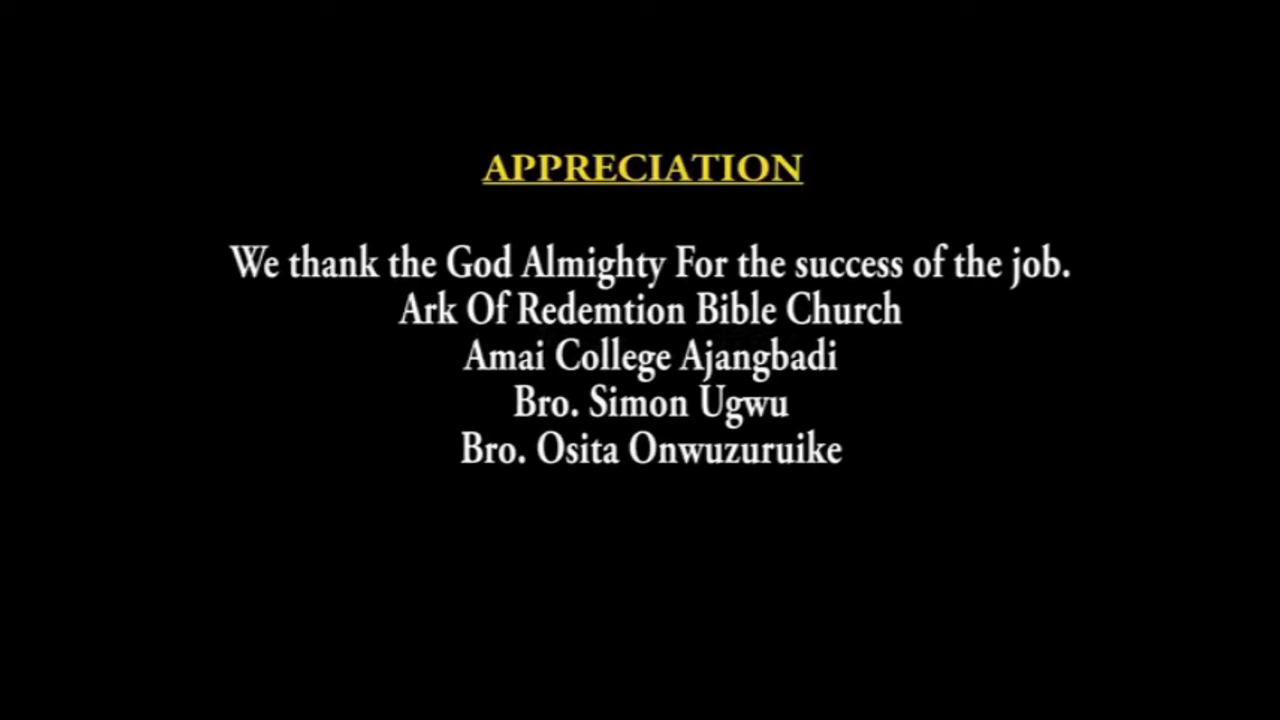 APPRECIATION
We thank the God Almighty For the success of the job.
Ark Of Redemtion Bible Church
Amai College Ajangbadi
Bro. Simon Ugwu
Bro. Osita Onwuzuruike